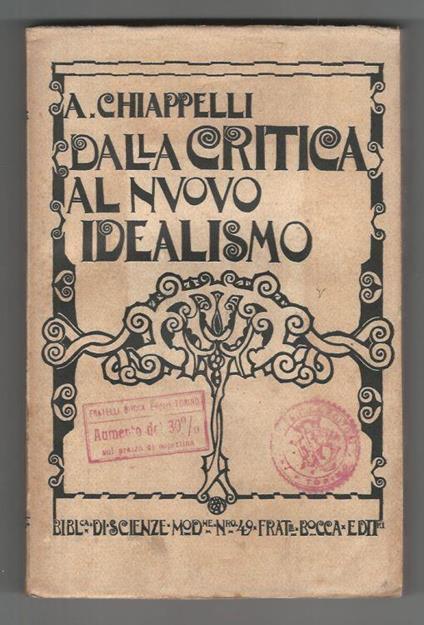 A. CHIAPPELLI
DALLA CRITICA
AL NVOVO
IDEALISMO
FRATELLI BOCCA Editori TORINO
Aumento del 30%
sul prezzo di copertina
BIBL.CA DI·SCIENZE·MOD.NE·N.RO·49·FRAT.LLI BOCCA·EDIT.RI